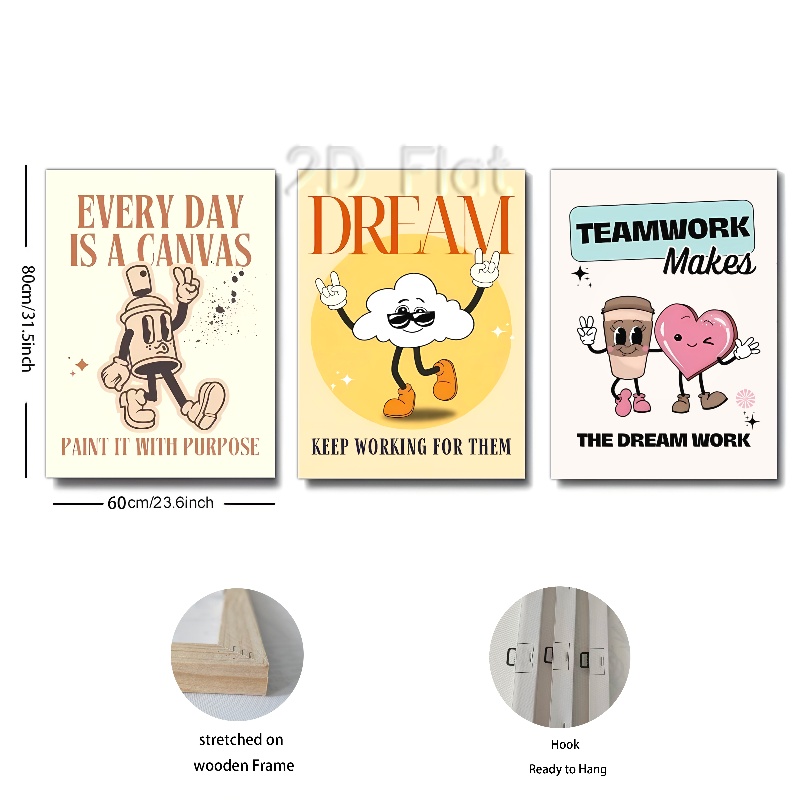 2D Flat
EVERY DAY
IS A CANVAS
PAINT IT WITH PURPOSE
DREAM
KEEP WORKING FOR THEM
TEAMWORK
Makes
THE DREAM WORK
80cm/31.5inch
60cm/23.6inch
stretched on
wooden Frame
Hook
Ready to Hang